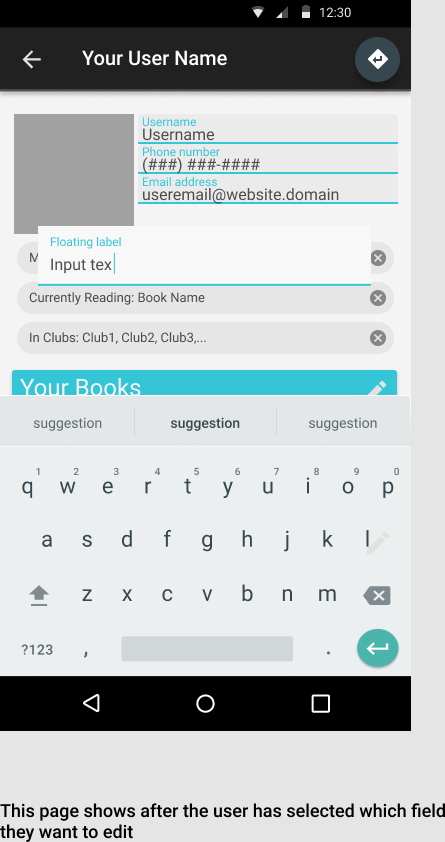 12:30
Your User Name
Username
Username
Phone number
(###) ###-####
Email address
useremail@website.domain
Floating label
M
Input tex
Currently Reading: Book Name
In Clubs: Club1, Club2, Club3,...
Your Books
suggestion suggestion suggestion
1 2 3 4 5 6 7 8 9 0
q w e r t y u i o p
a s d f g h j k l
z x c v b n m
?123 , .
This page shows after the user has selected which field
they want to edit